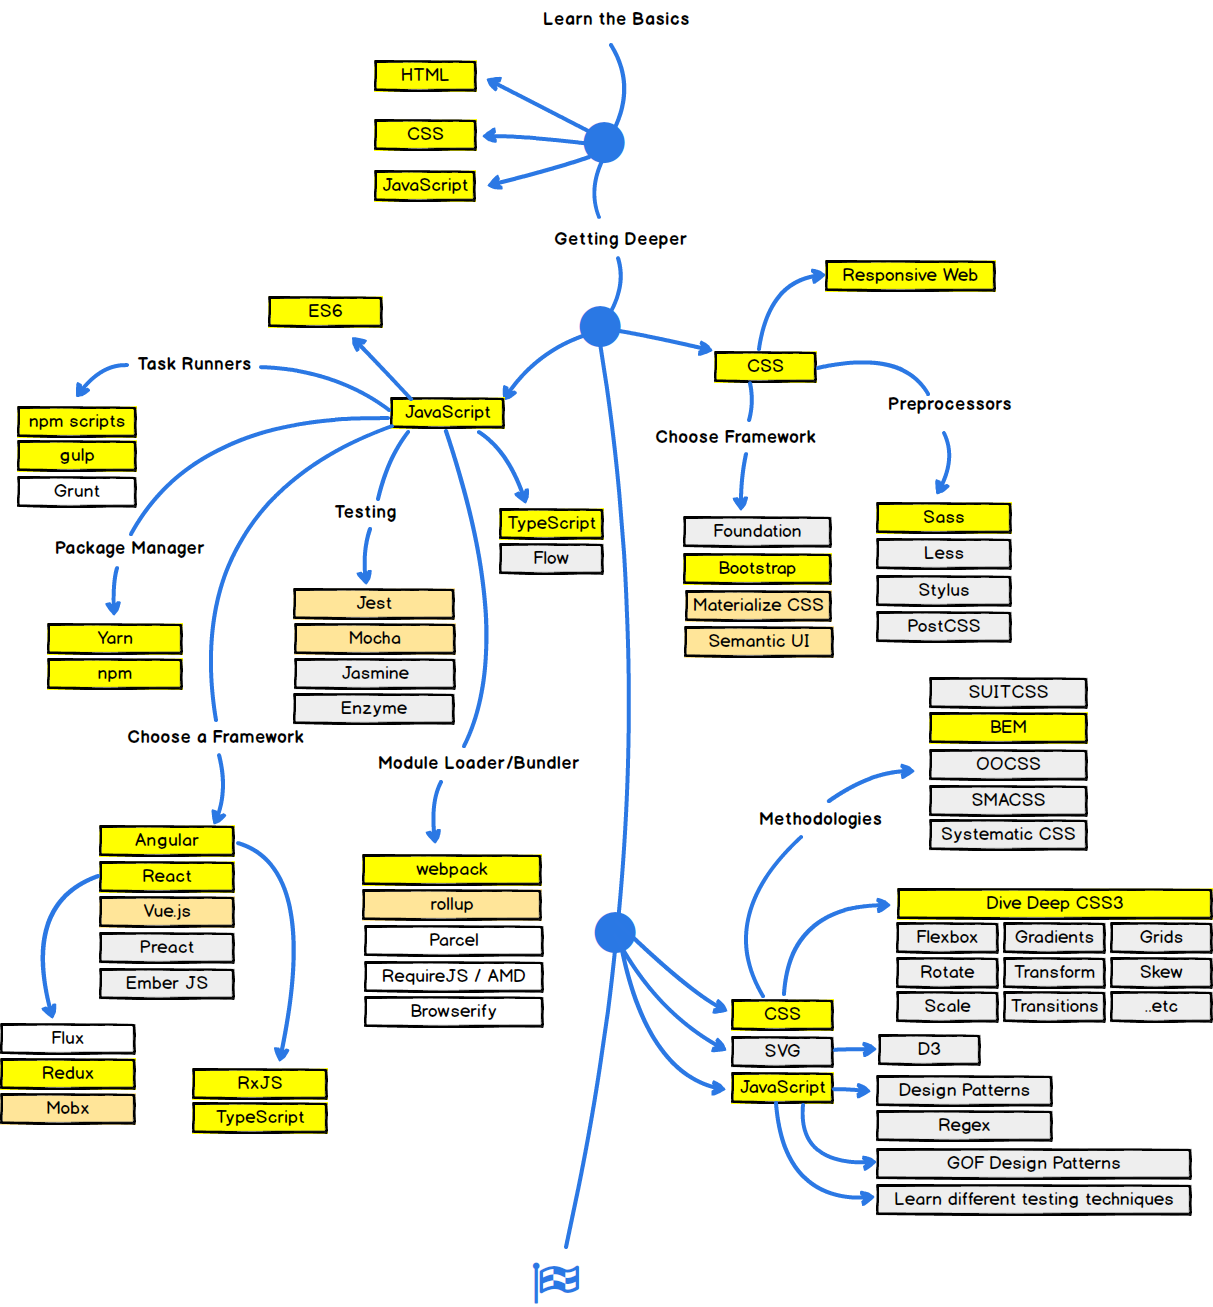 Learn the Basics
HTML
CSS
JavaScript
Getting Deeper
Responsive Web
ES6
CSS
Task Runners
JavaScript
Preprocessors
npm scripts
gulp
Grunt
Choose Framework
Testing
TypeScript
Flow
Foundation
Bootstrap
Materialize CSS
Semantic UI
Sass
Less
Stylus
PostCSS
Package Manager
Yarn
npm
Jest
Mocha
Jasmine
Enzyme
Choose a Framework
Module Loader/Bundler
SUITCSS
BEM
OOCSS
SMACSS
Systematic CSS
Methodologies
Angular
React
Vue.js
Preact
Ember JS
webpack
rollup
Parcel
RequireJS / AMD
Browserify
Dive Deep CSS3
Flexbox Gradients Grids
Rotate Transform Skew
Scale Transitions ..etc
Flux
Redux
Mobx
RxJS
TypeScript
CSS
SVG
JavaScript
D3
Design Patterns
Regex
GOF Design Patterns
Learn different testing techniques